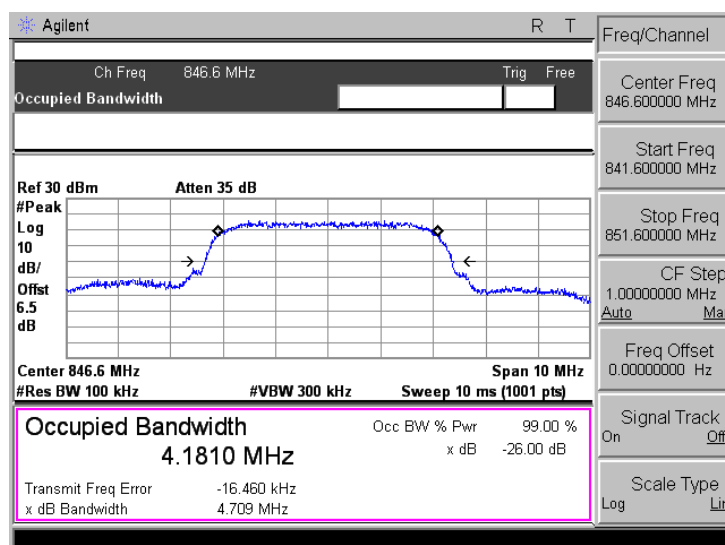 Agilent
R T
Ch Freq 846.6 MHz Trig Free
Occupied Bandwidth
Ref 30 dBm Atten 35 dB
#Peak
Log
10
dB/
Offst
6.5
dB
Center 846.6 MHz Span 10 MHz
#Res BW 100 kHz #VBW 300 kHz Sweep 10 ms (1001 pts)
Occupied Bandwidth
4.1810 MHz
Occ BW % Pwr 99.00 %
x dB -26.00 dB
Transmit Freq Error -16.460 kHz
x dB Bandwidth 4.709 MHz
Freq/Channel
Center Freq
846.600000 MHz
Start Freq
841.600000 MHz
Stop Freq
851.600000 MHz
CF Step
1.00000000 MHz
Auto Ma
Freq Offset
0.00000000 Hz
Signal Track
On Off
Scale Type
Log Lin